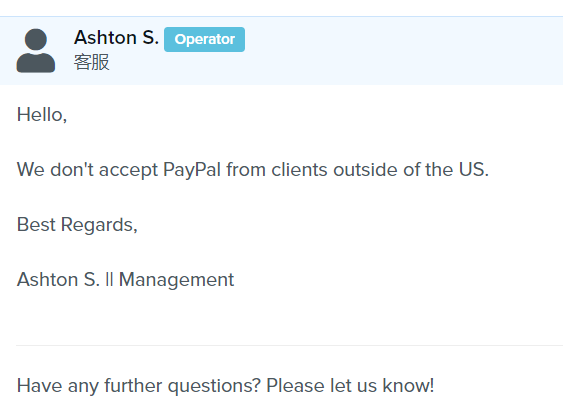 Ashton S. Operator
客服
Hello,
We don't accept PayPal from clients outside of the US.
Best Regards,
Ashton S. || Management
Have any further questions? Please let us know!